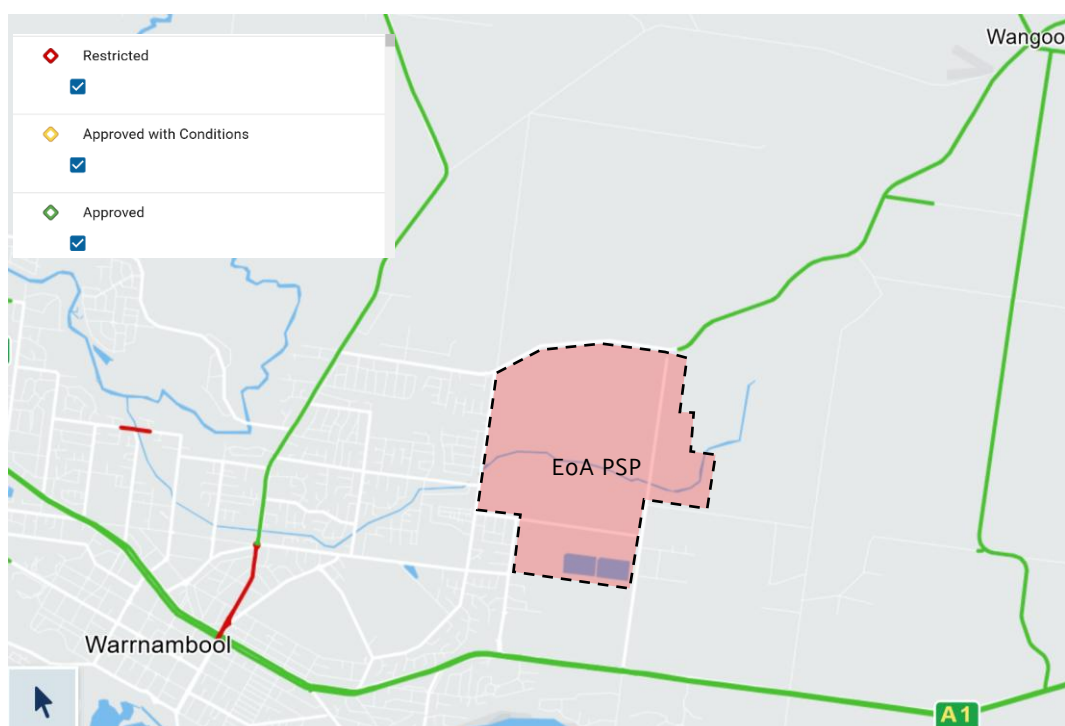 Wangoo
Restricted
Approved with Conditions
Approved
EoA PSP
Warrnambool
A1